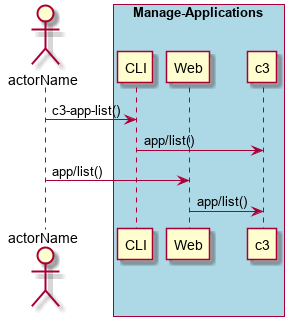 Manage-Applications
actorName
CLI
Web
c3
c3-app-list()
app/list()
app/list()
app/list()
actorName
CLI
Web
c3